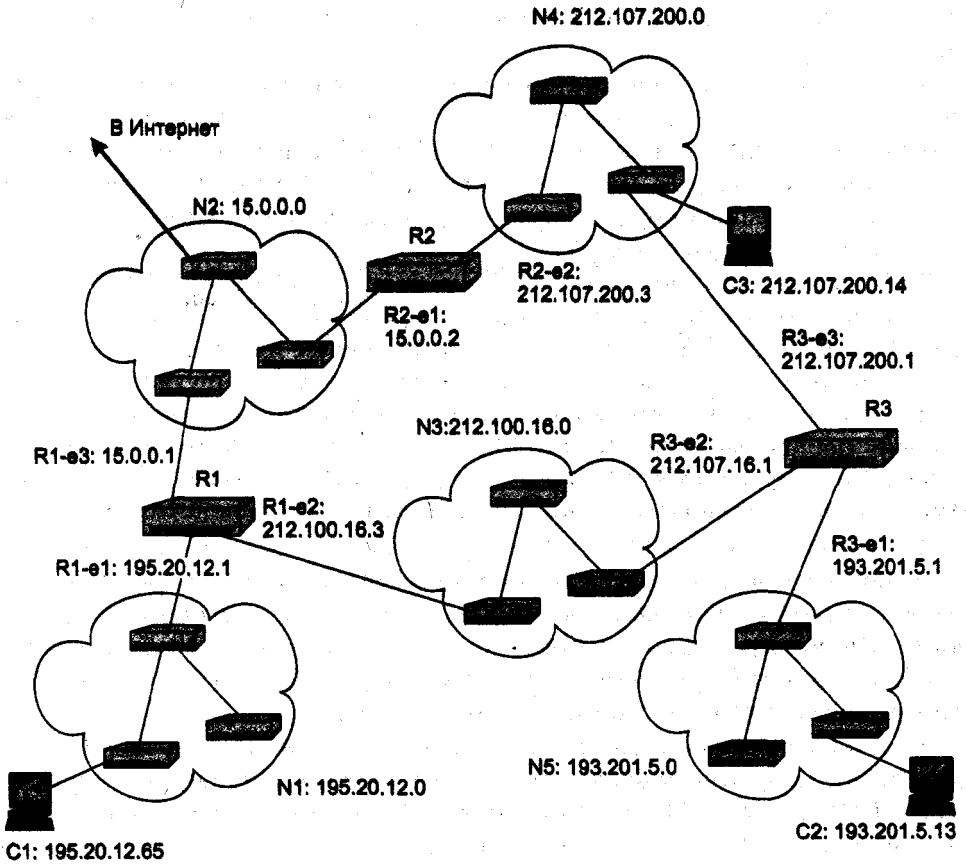 N4: 212.107.200.0
В Интернет
N2: 15.0.0.0
R2
R2-e2:
212.107.200.3
C3: 212.107.200.14
R2-e1:
15.0.0.2
R3-e3:
212.107.200.1
R3
N3:212.100.16.0
R3-e2:
212.107.16.1
R1-e3: 15.0.0.1
R1
R1-e2:
212.100.16.3
R3-e1:
193.201.5.1
R1-e1: 195.20.12.1
N5: 193.201.5.0
N1: 195.20.12.0
C2: 193.201.5.13
C1: 195.20.12.65